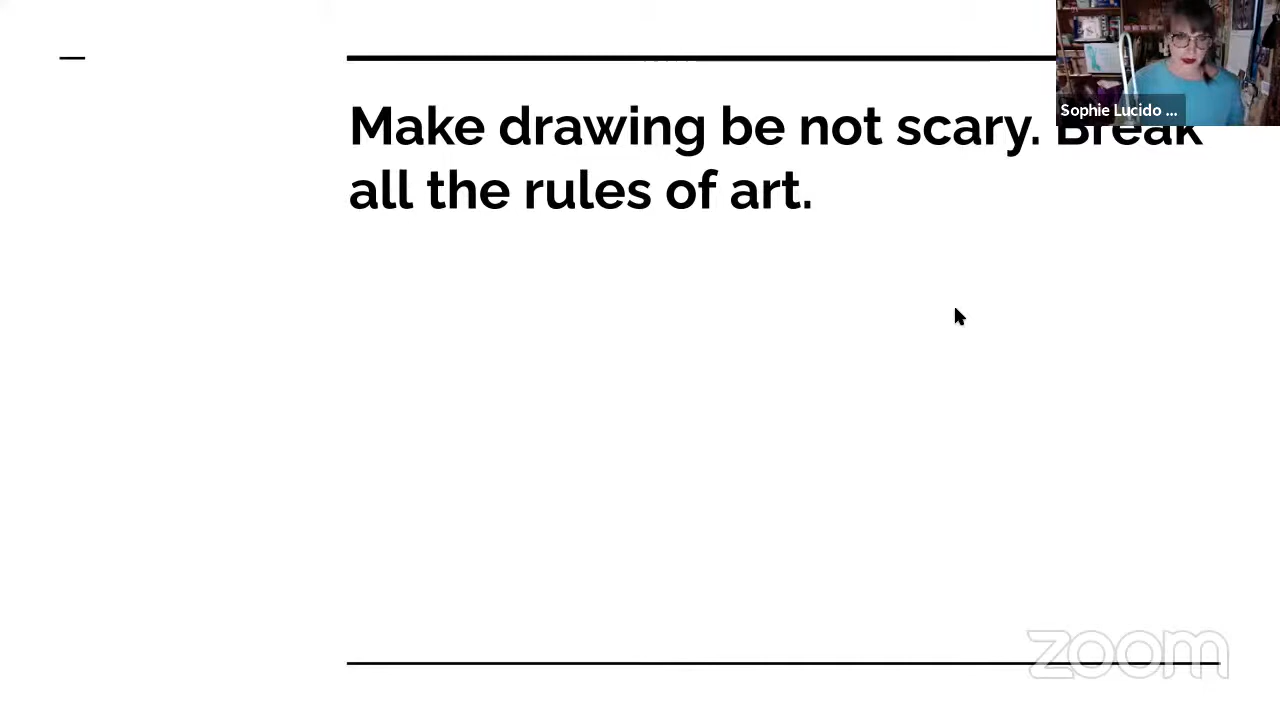 Make drawing be not scary. Break
all the rules of art.
Sophie Lucido ...
zoom